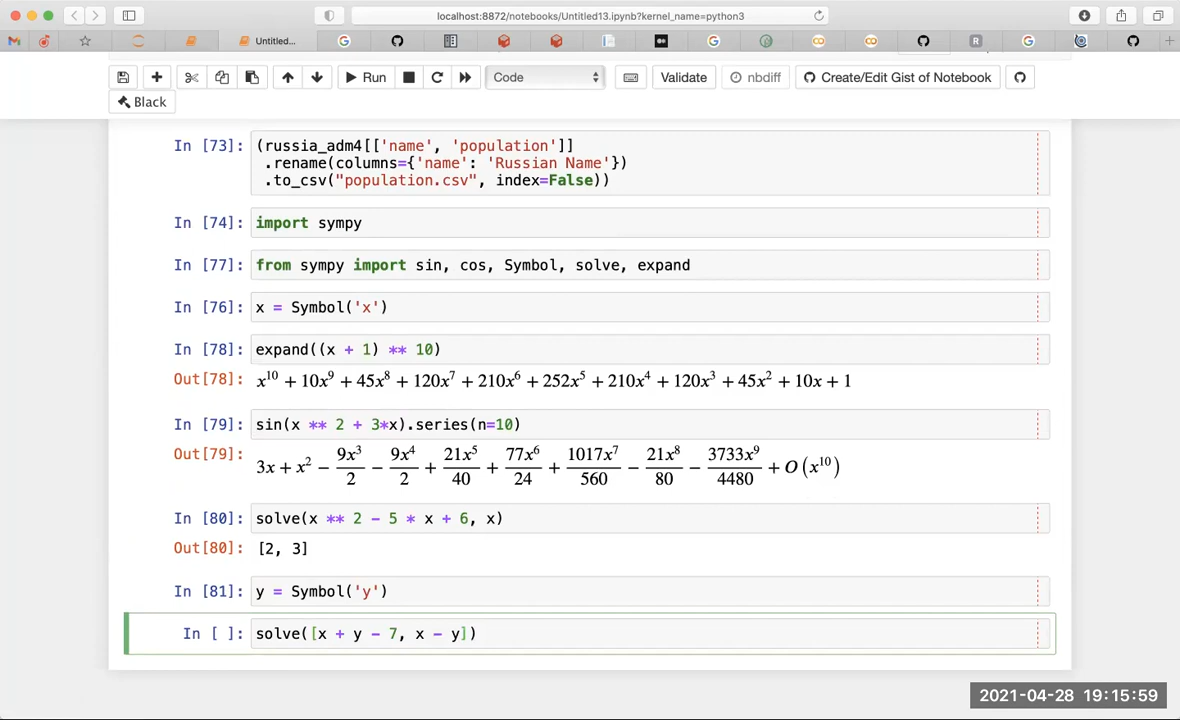 localhost:8872/notebooks/Untitled13.ipynb?kernel_name=python3
Untitled...
Run
Code
Validate
nbdiff
Create/Edit Gist of Notebook
Black
In [73]: (russia_adm4[['name', 'population']]
.rename(columns={'name': 'Russian Name'})
.to_csv("population.csv", index=False))
In [74]: import sympy
In [77]: from sympy import sin, cos, Symbol, solve, expand
In [76]: x = Symbol('x')
In [78]: expand((x + 1) ** 10)
Out[78]: x¹⁰ + 10x⁹ + 45x⁸ + 120x⁷ + 210x⁶ + 252x⁵ + 210x⁴ + 120x³ + 45x² + 10x + 1
In [79]: sin(x ** 2 + 3*x).series(n=10)
Out[79]: 3x + x² − 9x³/2 − 9x⁴/2 + 21x⁵/40 + 77x⁶/24 + 1017x⁷/560 − 21x⁸/80 − 3733x⁹/4480 + O(x¹⁰)
In [80]: solve(x ** 2 - 5 * x + 6, x)
Out[80]: [2, 3]
In [81]: y = Symbol('y')
In [ ]: solve([x + y - 7, x - y])
2021-04-28 19:15:59